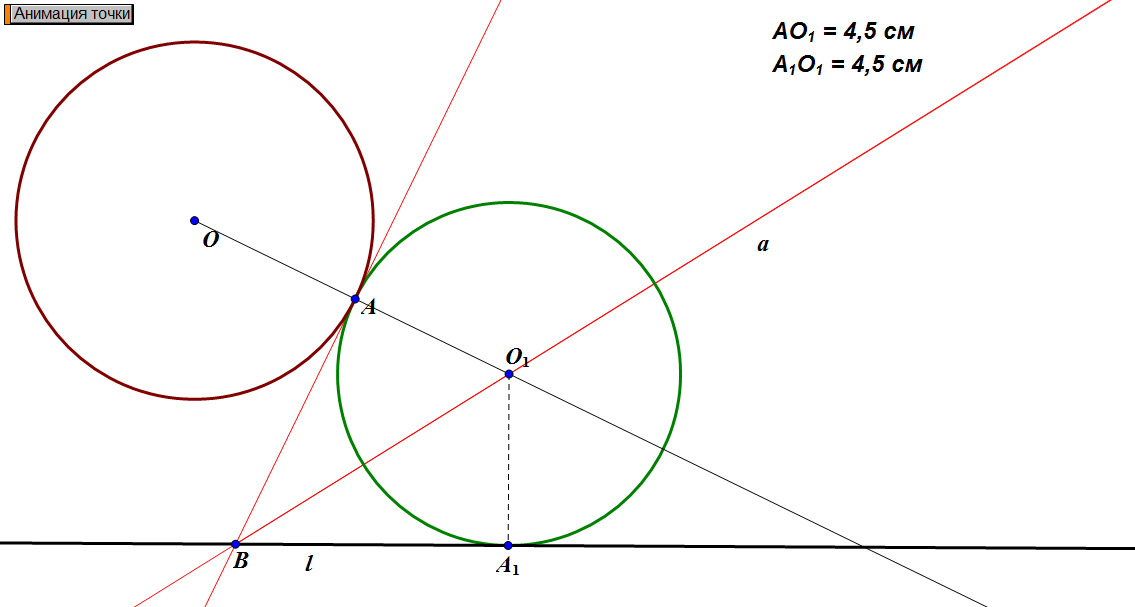 Анимация точки
AO₁ = 4,5 см
A₁O₁ = 4,5 см
O
a
A
O₁
B
l
A₁